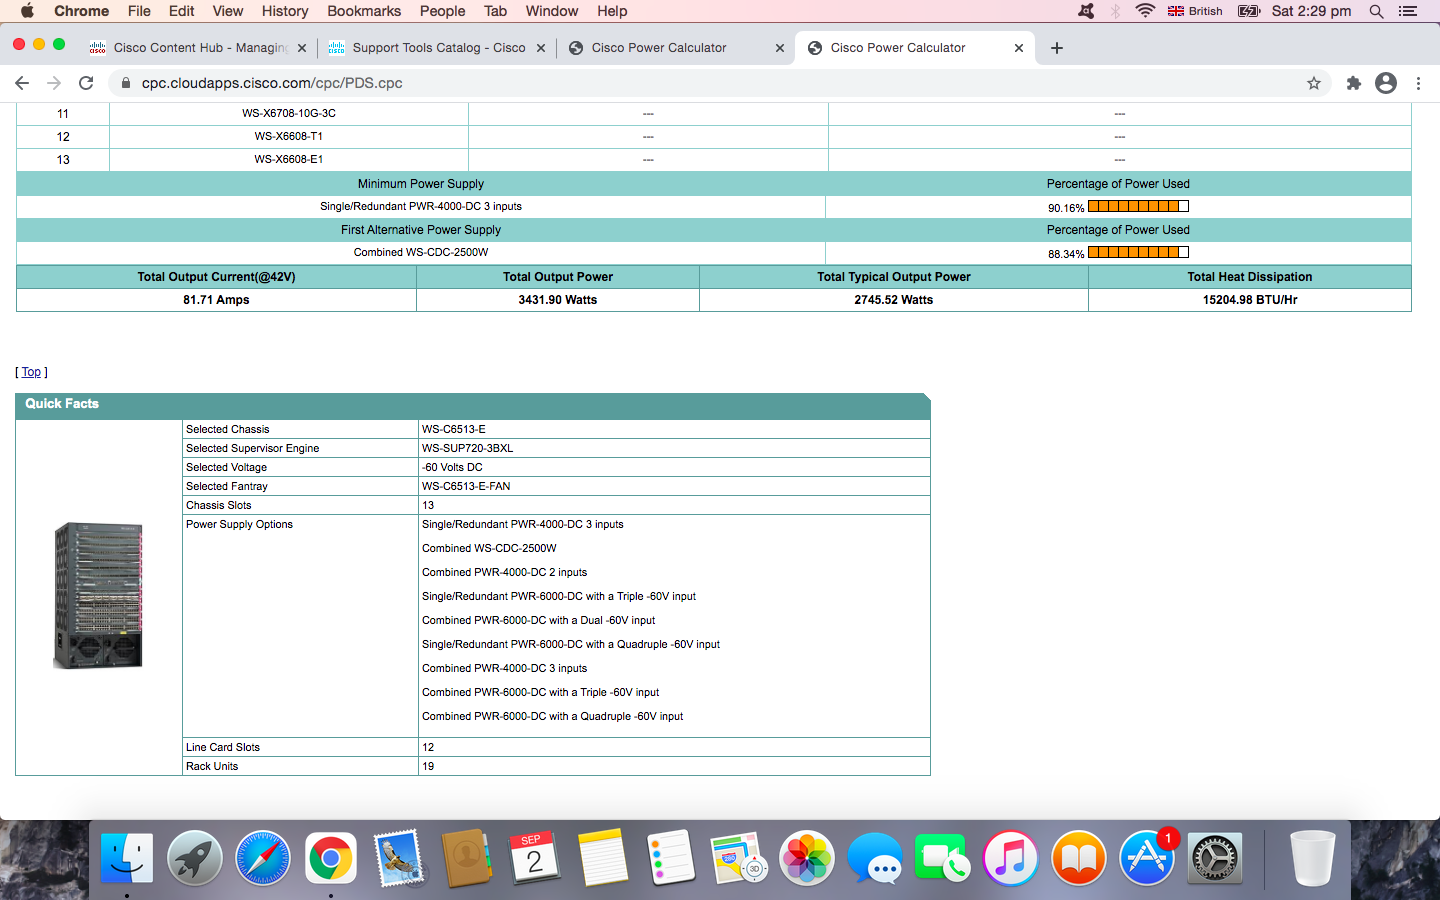 Chrome File Edit View History Bookmarks People Tab Window Help British Sat 2:29 pm
Cisco Content Hub - Managing Support Tools Catalog - Cisco Cisco Power Calculator Cisco Power Calculator
cpc.cloudapps.cisco.com/cpc/PDS.cpc
11 WS-X6708-10G-3C --- ---
12 WS-X6608-T1 --- ---
13 WS-X6608-E1 --- ---
Minimum Power Supply Percentage of Power Used
Single/Redundant PWR-4000-DC 3 inputs 90.16%
First Alternative Power Supply Percentage of Power Used
Combined WS-CDC-2500W 88.34%
Total Output Current(@42V) Total Output Power Total Typical Output Power Total Heat Dissipation
81.71 Amps 3431.90 Watts 2745.52 Watts 15204.98 BTU/Hr
[ Top ]
Quick Facts
Selected Chassis WS-C6513-E
Selected Supervisor Engine WS-SUP720-3BXL
Selected Voltage -60 Volts DC
Selected Fantray WS-C6513-E-FAN
Chassis Slots 13
Power Supply Options Single/Redundant PWR-4000-DC 3 inputs
Combined WS-CDC-2500W
Combined PWR-4000-DC 2 inputs
Single/Redundant PWR-6000-DC with a Triple -60V input
Combined PWR-6000-DC with a Dual -60V input
Single/Redundant PWR-6000-DC with a Quadruple -60V input
Combined PWR-4000-DC 3 inputs
Combined PWR-6000-DC with a Triple -60V input
Combined PWR-6000-DC with a Quadruple -60V input
Line Card Slots 12
Rack Units 19
SEP
2
280
3D
1